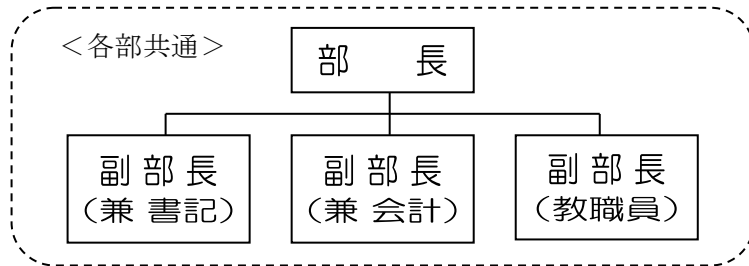 ＜各部共通＞
部　　長
副 部 長
（兼 書記）
副 部 長
（兼 会計）
副 部 長
（教職員）